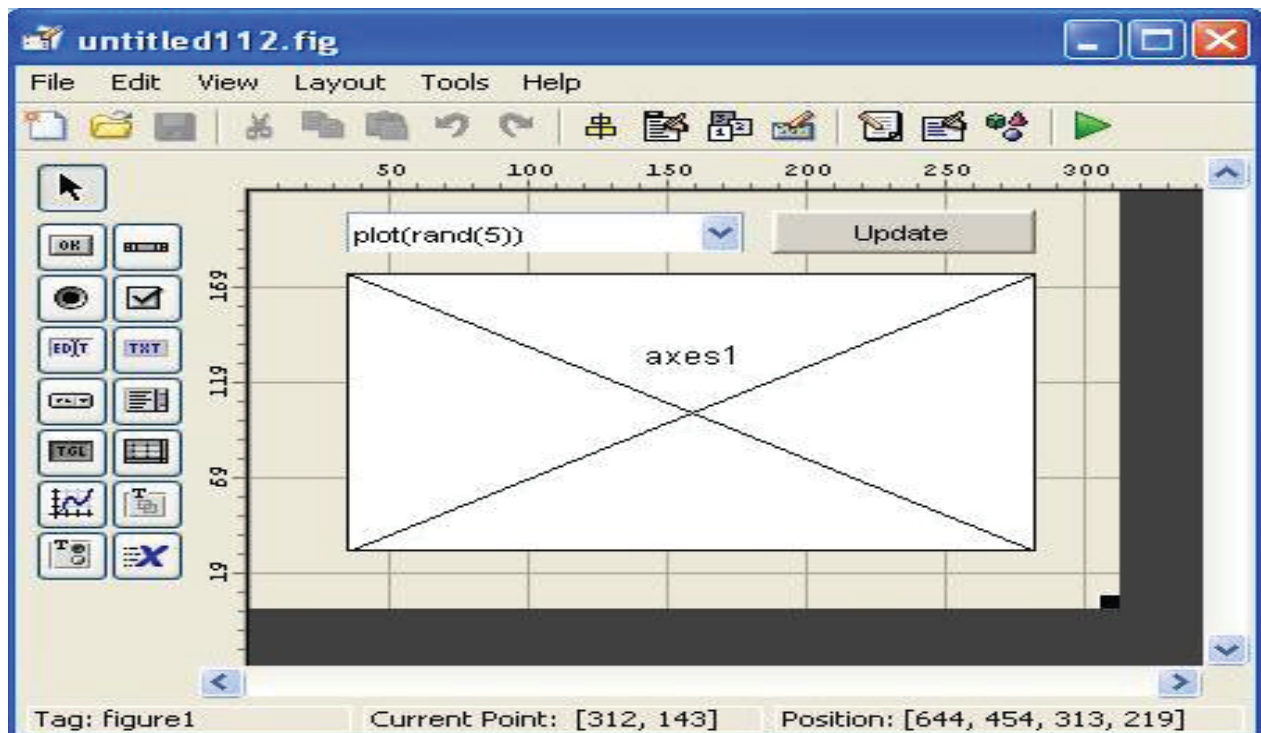 untitled112.fig
File Edit View Layout Tools Help
50 100 150 200 250 300
OK
EDIT TXT
TGL
T
T
X
169
119
69
19
plot(rand(5))
Update
axes1
Tag: figure1 Current Point: [312, 143] Position: [644, 454, 313, 219]